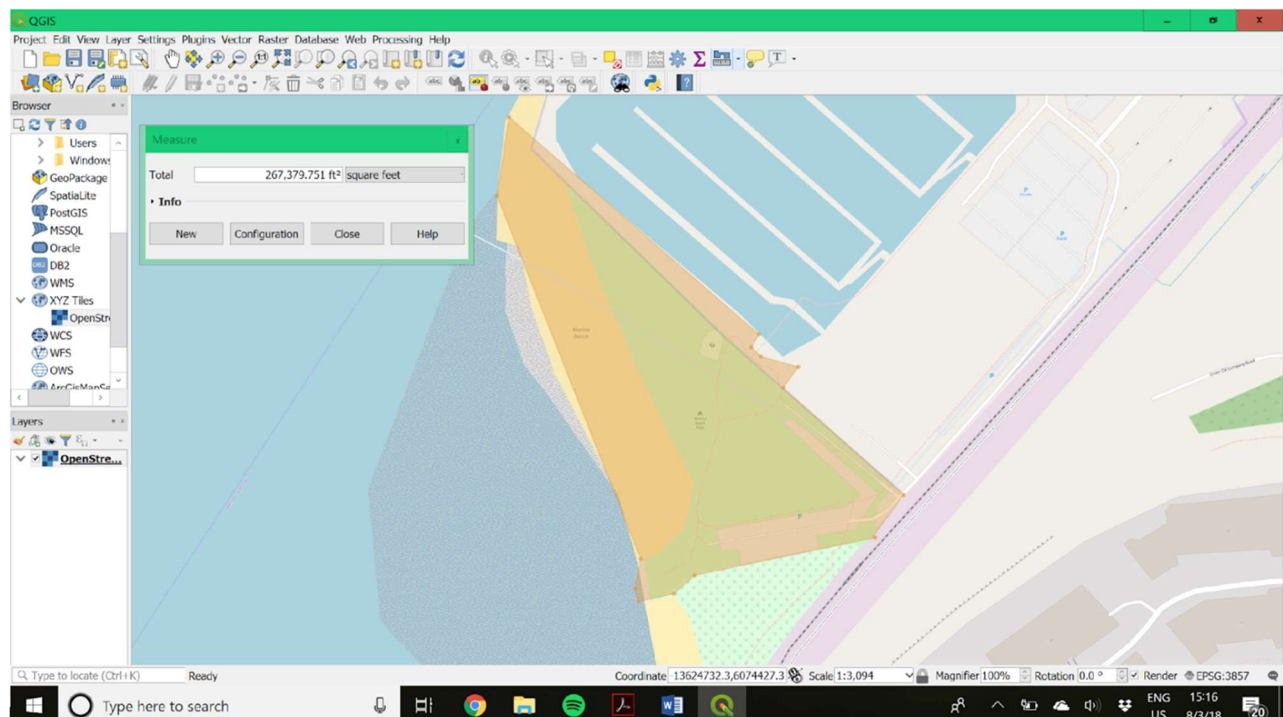 QGIS
Project Edit View Layer Settings Plugins Vector Raster Database Web Processing Help
Browser
Users
Windows
GeoPackage
SpatiaLite
PostGIS
MSSQL
Oracle
DB2
WMS
XYZ Tiles
OpenStr
WCS
WFS
OWS
ArcGisMapSe
Layers
OpenStre...
Measure
Total 267,379.751 ft² square feet
Info
New Configuration Close Help
Marina
Beach
P
P
P
P
Type to locate (Ctrl+K) Ready Coordinate -13624732.3,6074427.3 Scale 1:3,094 Magnifier 100% Rotation 0.0 ° Render EPSG:3857
Type here to search
ENG
US
15:16
8/3/18
20